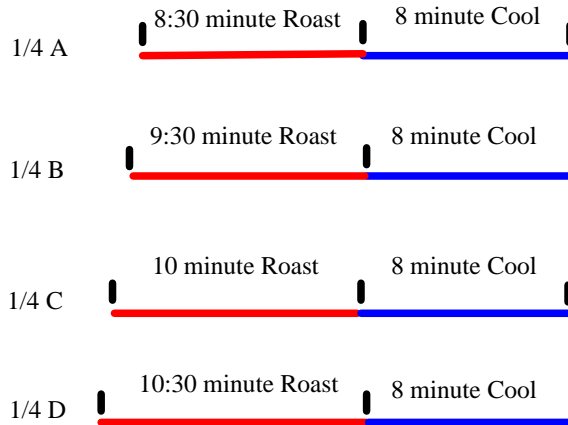 8:30 minute Roast 8 minute Cool
1/4 A
9:30 minute Roast 8 minute Cool
1/4 B
10 minute Roast 8 minute Cool
1/4 C
10:30 minute Roast 8 minute Cool
1/4 D